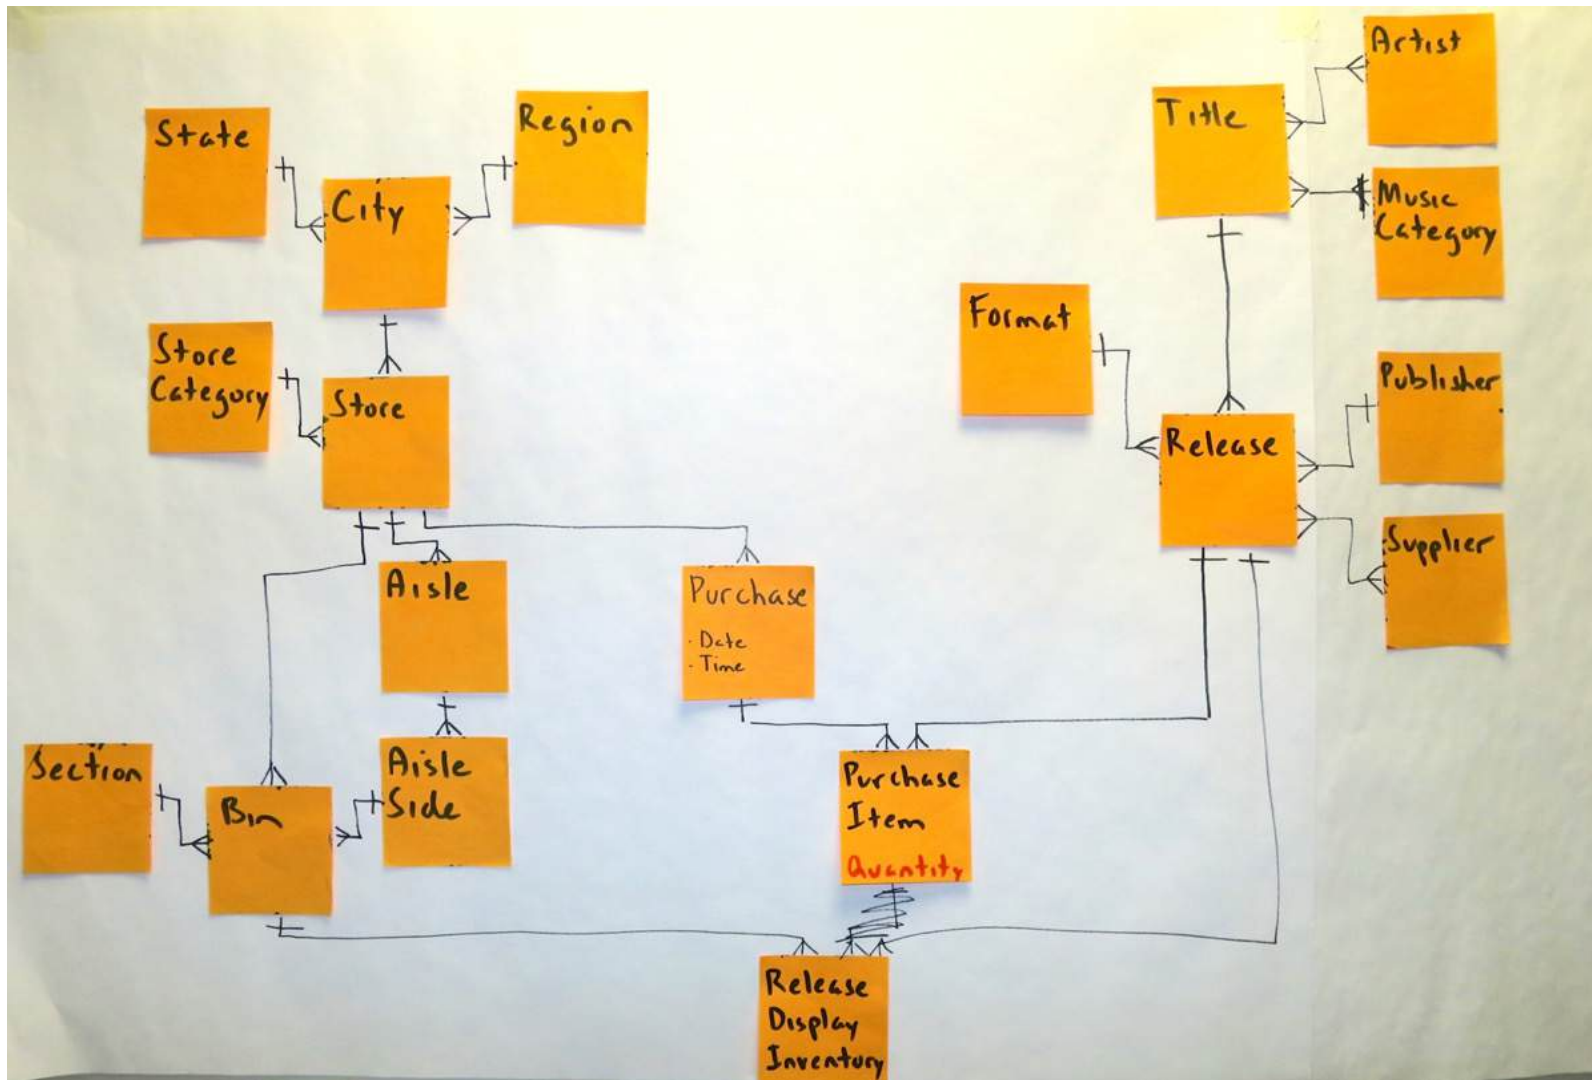 Artist
Title
Region
State
Music
Category
City
Format
Store
Category
Store
Publisher
Release
Supplier
Aisle
Purchase
· Date
· Time
Section
Aisle
Side
Bin
Purchase
Item
Quantity
Release
Display
Inventory